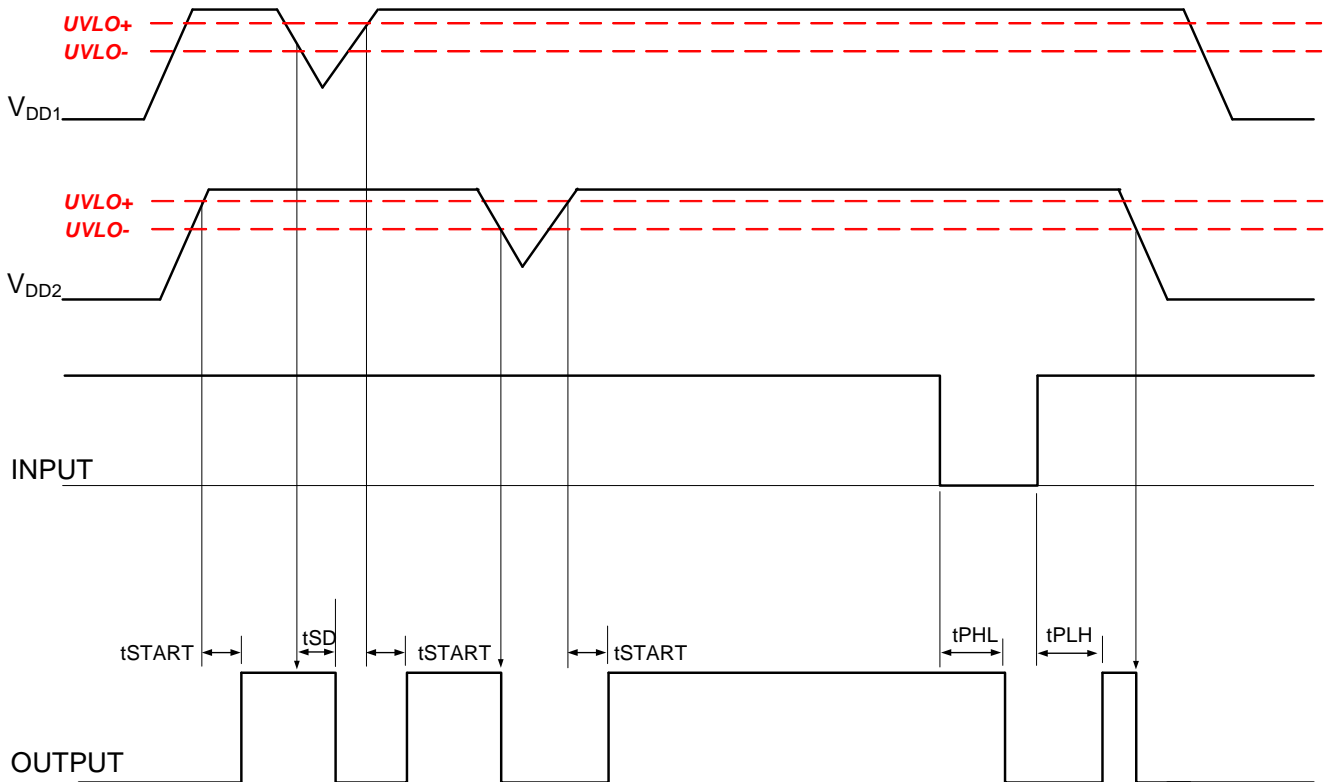 UVLO+
UVLO-
VDD1
UVLO+
UVLO-
VDD2
INPUT
tSTART tSD tSTART tSTART tPHL tPLH
OUTPUT